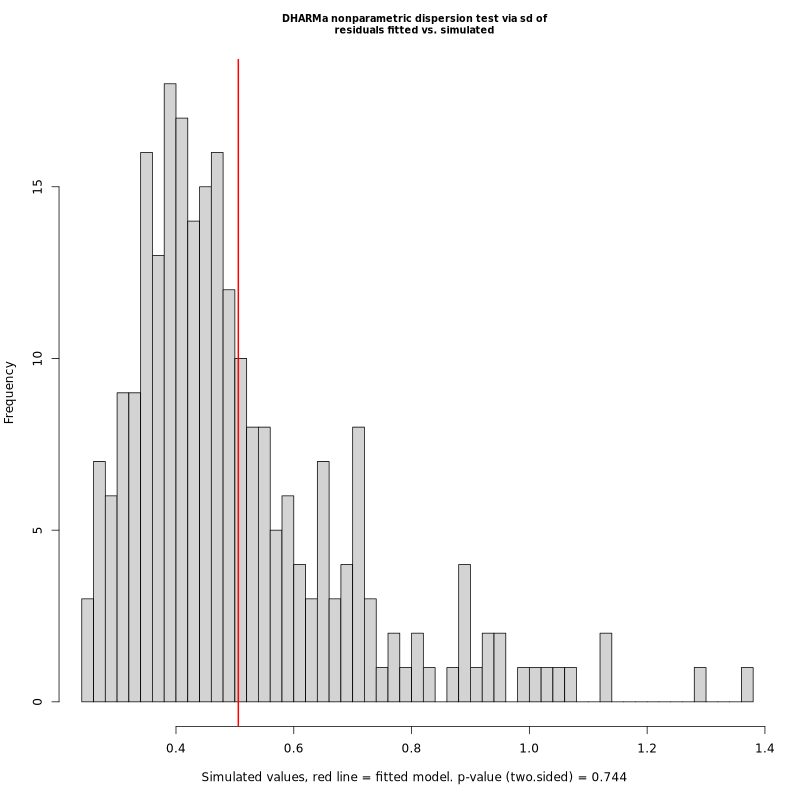 DHARMa nonparametric dispersion test via sd of
residuals fitted vs. simulated
Frequency
15
10
5
0
0.4 0.6 0.8 1.0 1.2 1.4
Simulated values, red line = fitted model. p-value (two.sided) = 0.744